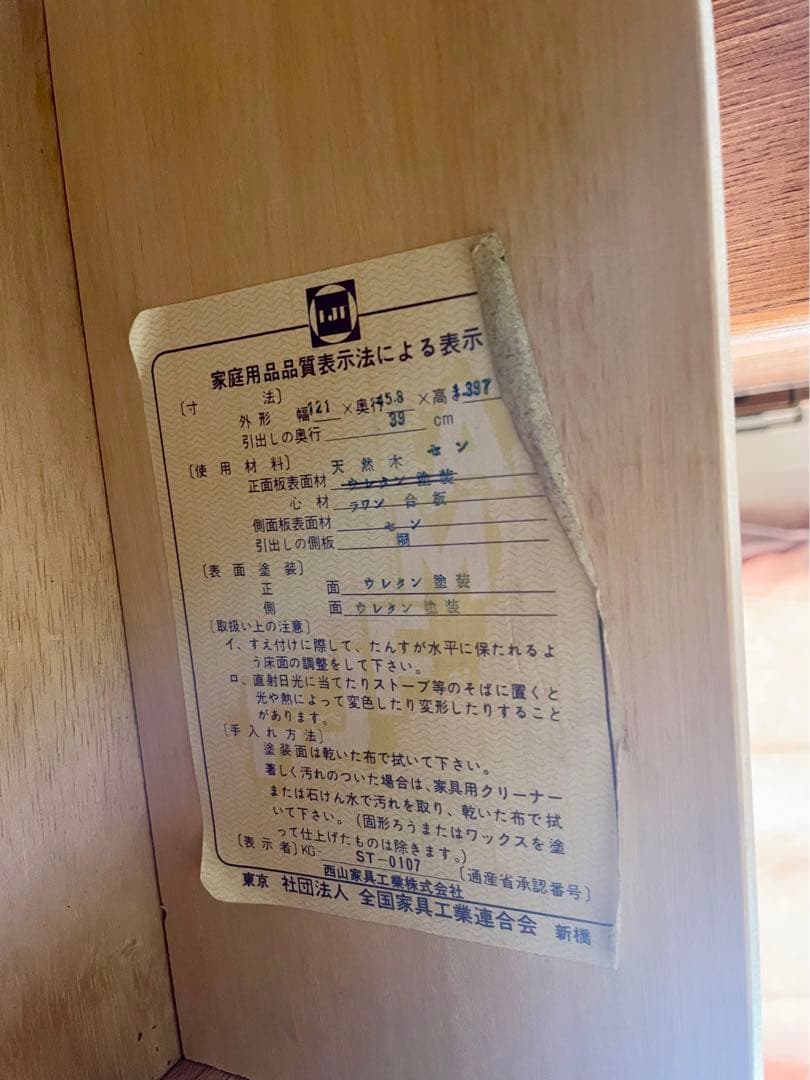 IJI
家庭用品品質表示法による表示
〔寸 法〕
外形 幅121×奥行45.8×高さ1.397
引出しの奥行 39 cm
〔使用材料〕 天然木 セン
正面板表面材 ウレタン塗装
心材 ラワン合板
側面板表面材 セン
引出しの側板 桐
〔表面塗装〕
正面 ウレタン塗装
側面 ウレタン塗装
〔取扱い上の注意〕
イ、すえ付けに際して、たんすが水平に保たれるよ
う床面の調整をして下さい。
ロ、直射日光に当てたりストーブ等のそばに置くと
光や熱によって変色したり変形したりすること
があります。
〔手入れ方法〕
塗装面は乾いた布で拭いて下さい。
著しく汚れのついた場合は、家具用クリーナー
または石けん水で汚れを取り、乾いた布で拭
いて下さい。(固形ろうまたはワックスを塗
って仕上げたものは除きます。)
〔表示者〕KG- ST-0107 〔通産省承認番号〕
西山家具工業株式会社
東京 社団法人 全国家具工業連合会 新橋